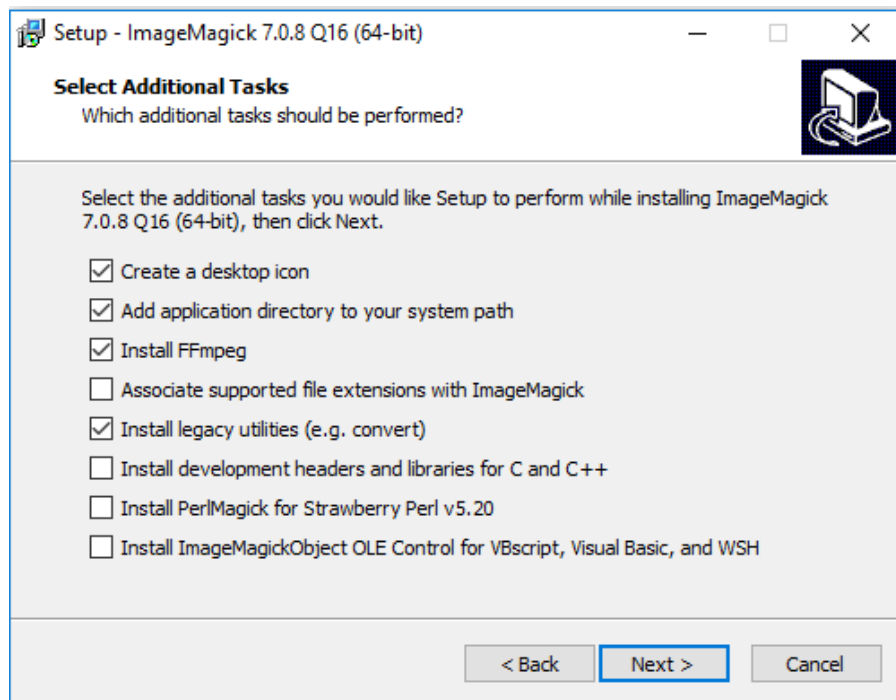 Setup - ImageMagick 7.0.8 Q16 (64-bit)
Select Additional Tasks
Which additional tasks should be performed?
Select the additional tasks you would like Setup to perform while installing ImageMagick
7.0.8 Q16 (64-bit), then click Next.
Create a desktop icon
Add application directory to your system path
Install FFmpeg
Associate supported file extensions with ImageMagick
Install legacy utilities (e.g. convert)
Install development headers and libraries for C and C++
Install PerlMagick for Strawberry Perl v5.20
Install ImageMagickObject OLE Control for VBscript, Visual Basic, and WSH
< Back Next > Cancel